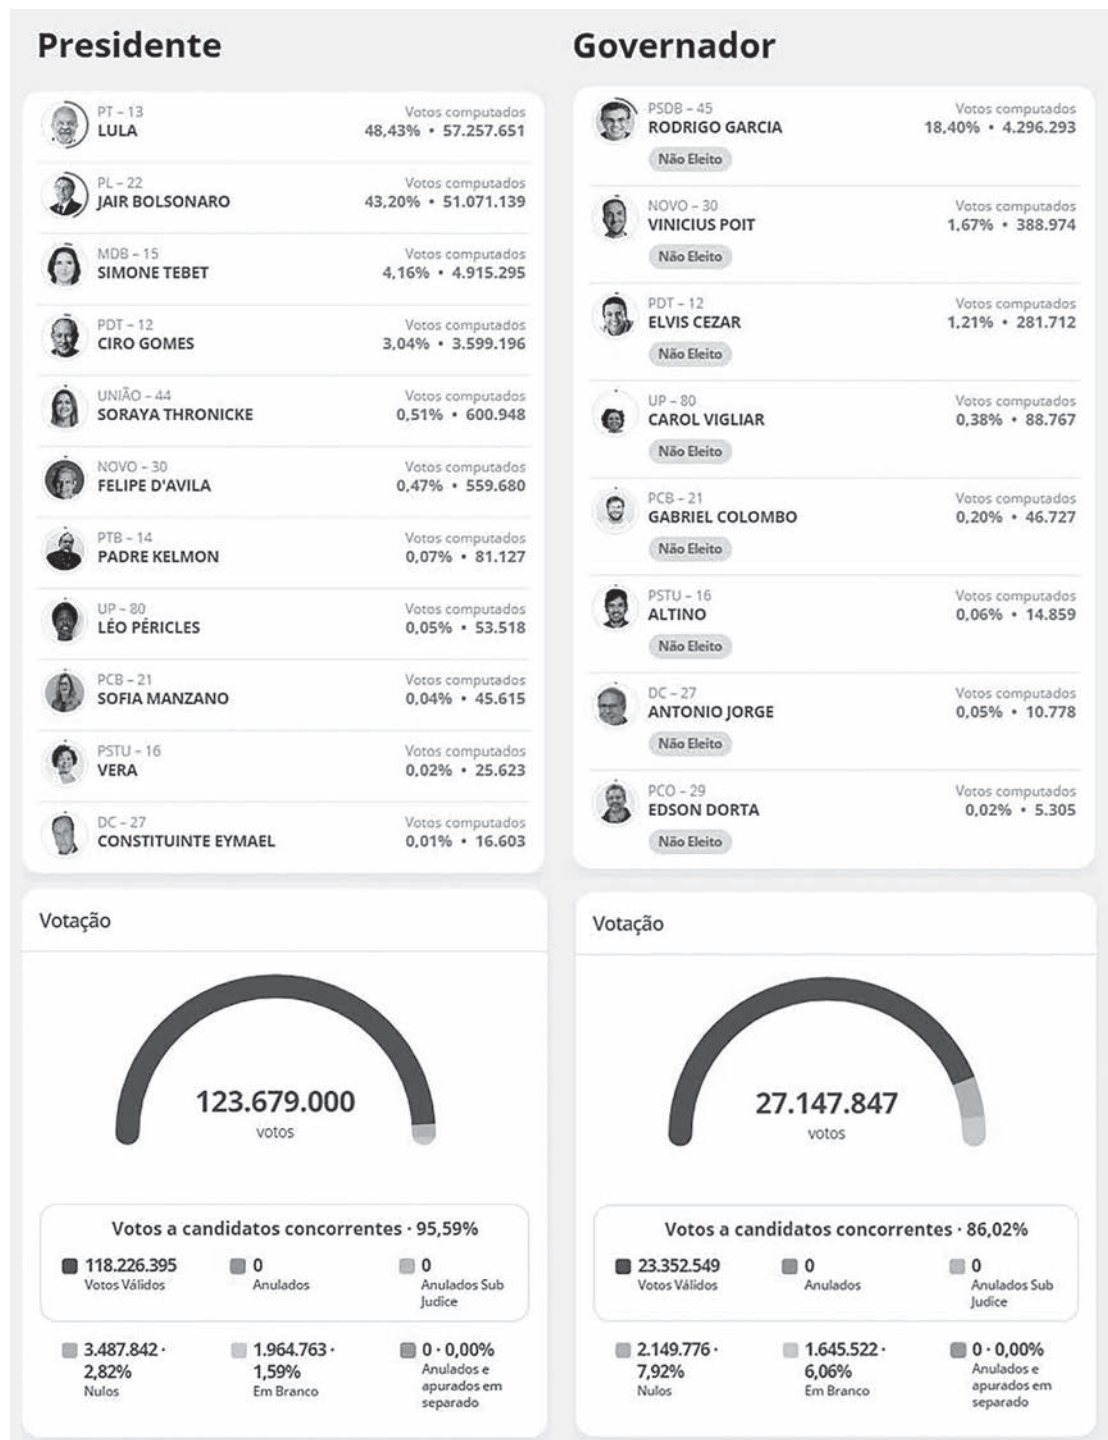 Presidente
PT – 13
Votos computados
LULA
48,43% • 57.257.651
PL – 22
Votos computados
JAIR BOLSONARO
43,20% • 51.071.139
MDB – 15
Votos computados
SIMONE TEBET
4,16% • 4.915.295
PDT – 12
Votos computados
CIRO GOMES
3,04% • 3.599.196
UNIÃO – 44
Votos computados
SORAYA THRONICKE
0,51% • 600.948
NOVO – 30
Votos computados
FELIPE D'AVILA
0,47% • 559.680
PTB – 14
Votos computados
PADRE KELMON
0,07% • 81.127
UP – 80
Votos computados
LÉO PÉRICLES
0,05% • 53.518
PCB – 21
Votos computados
SOFIA MANZANO
0,04% • 45.615
PSTU – 16
Votos computados
VERA
0,02% • 25.623
DC – 27
Votos computados
CONSTITUINTE EYMAEL
0,01% • 16.603
Votação
123.679.000
votos
Votos a candidatos concorrentes · 95,59%
118.226.395
Votos Válidos
0
Anulados
0
Anulados Sub
Judice
3.487.842 ·
2,82%
Nulos
1.964.763 ·
1,59%
Em Branco
0 · 0,00%
Anulados e
apurados em
separado
Governador
PSDB – 45
Votos computados
RODRIGO GARCIA
18,40% • 4.296.293
Não Eleito
NOVO – 30
Votos computados
VINICIUS POIT
1,67% • 388.974
Não Eleito
PDT – 12
Votos computados
ELVIS CEZAR
1,21% • 281.712
Não Eleito
UP – 80
Votos computados
CAROL VIGLIAR
0,38% • 88.767
Não Eleito
PCB – 21
Votos computados
GABRIEL COLOMBO
0,20% • 46.727
Não Eleito
PSTU – 16
Votos computados
ALTINO
0,06% • 14.859
Não Eleito
DC – 27
Votos computados
ANTONIO JORGE
0,05% • 10.778
Não Eleito
PCO – 29
Votos computados
EDSON DORTA
0,02% • 5.305
Não Eleito
Votação
27.147.847
votos
Votos a candidatos concorrentes · 86,02%
23.352.549
Votos Válidos
0
Anulados
0
Anulados Sub
Judice
2.149.776 ·
7,92%
Nulos
1.645.522 ·
6,06%
Em Branco
0 · 0,00%
Anulados e
apurados em
separado